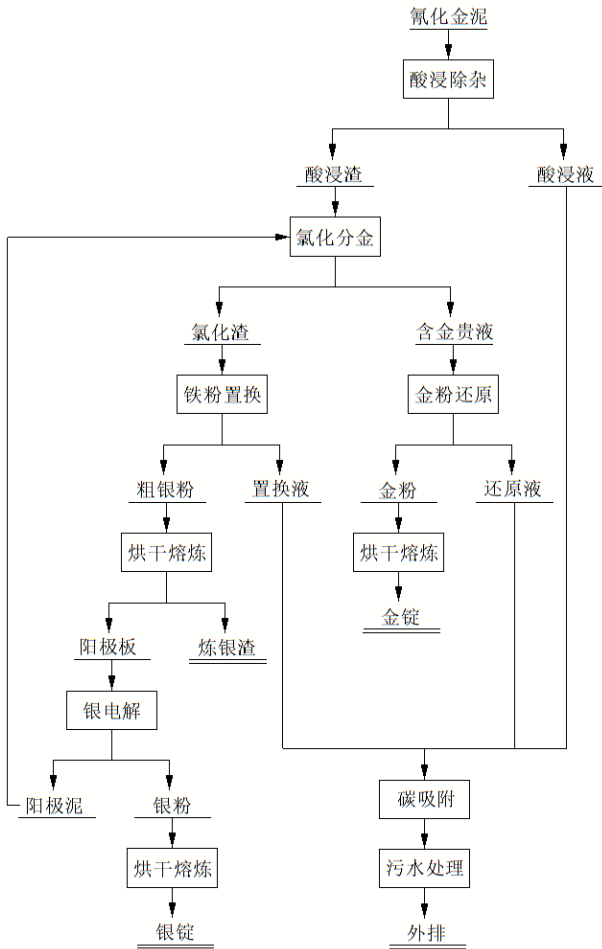 氰化金泥
酸浸除杂
酸浸渣
酸浸液
氯化分金
氯化渣
含金贵液
铁粉置换
金粉还原
粗银粉
置换液
金粉
还原液
烘干熔炼
烘干熔炼
金锭
阳极板
炼银渣
银电解
阳极泥
银粉
碳吸附
烘干熔炼
污水处理
银锭
外排